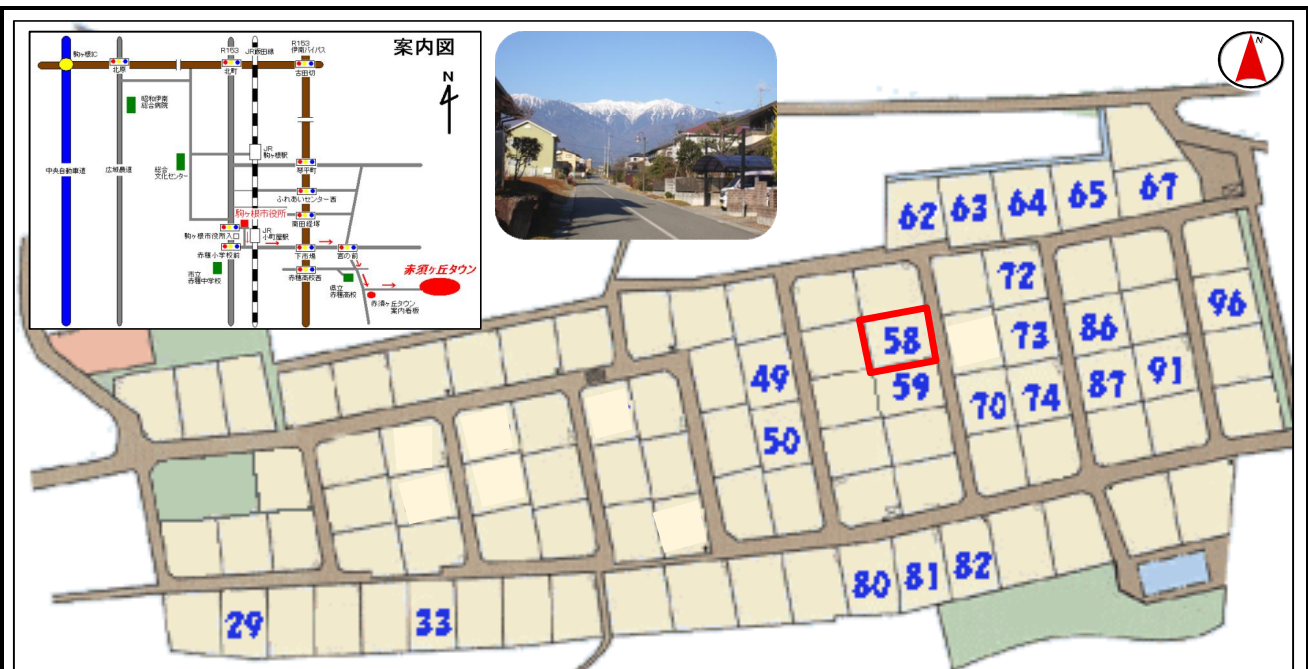 案内図
N
駒ヶ根IC
北原
R153
北町
JR飯田線
R153
伊南バイパス
古田切
昭和伊南
総合病院
中央自動車道
広域農道
総合
文化センター
JR
駒ヶ根駅
琴平町
ふれあいセンター西
駒ヶ根市役所
南田経塚
駒ヶ根市役所入口
JR
小町屋駅
赤穂小学校前
下市場
宮の前
市立
赤穂中学校
赤穂高校西
県立
赤穂高校
赤須ヶ丘タウン
赤須ヶ丘タウン
案内看板
N
62
63
64
65
67
72
58
73
86
96
49
59
70
74
87
91
50
80
81
82
29
33